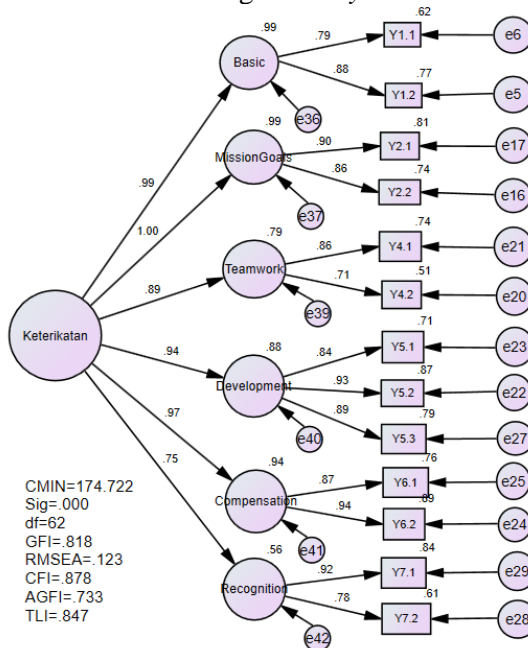 .99
.62
.79
Y1.1
e6
Basic
.88
.77
Y1.2
e5
e36
.99
.81
.90
Y2.1
e17
MissionGoals
.86
.74
Y2.2
e16
e37
.99
1.00
.79
.74
.86
Y4.1
e21
Teamwork
.71
.51
Y4.2
e20
.89
e39
.71
Keterikatan
.94
.88
.84
Y5.1
e23
Development
.93
.87
Y5.2
e22
.89
.79
Y5.3
e27
e40
.97
.75
.94
.76
.87
Y6.1
e25
Compensation
.94
.89
Y6.2
e24
e41
CMIN=174.722
Sig=.000
df=62
GFI=.818
RMSEA=.123
CFI=.878
AGFI=.733
TLI=.847
.56
.84
.92
Y7.1
e29
Recognition
.78
.61
Y7.2
e28
e42